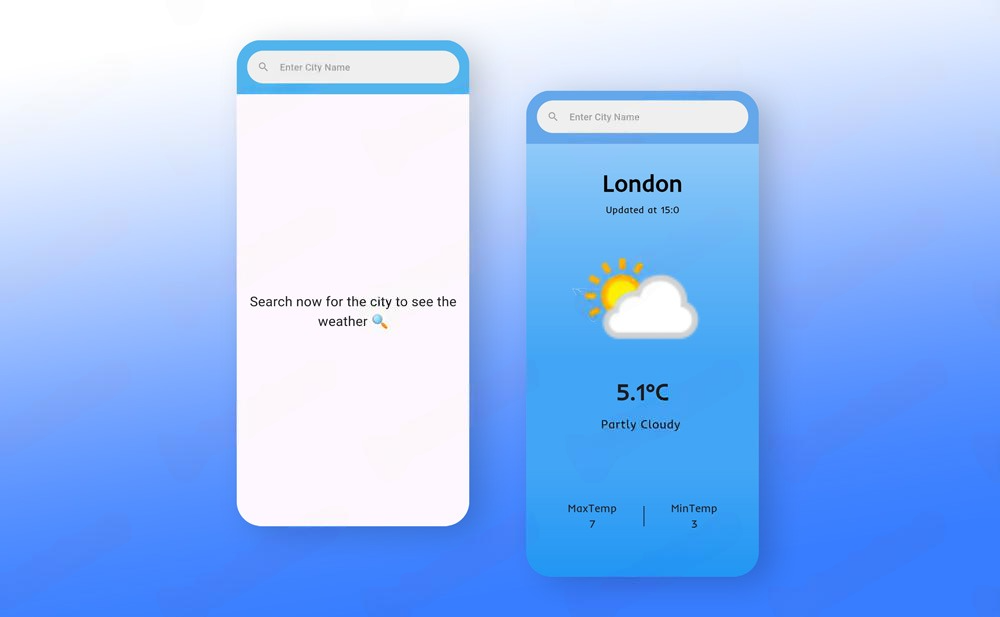 Enter City Name
Search now for the city to see the
weather 🔍
Enter City Name
London
Updated at 15:0
5.1°C
Partly Cloudy
MaxTemp
7
MinTemp
3